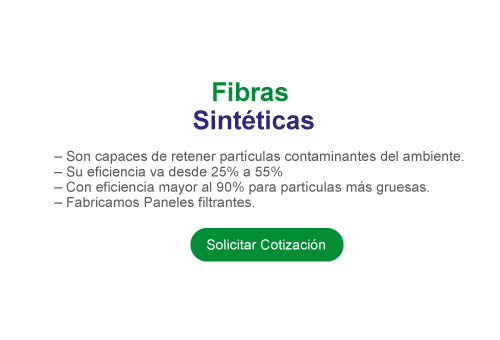 Fibras
Sintéticas
– Son capaces de retener partículas contaminantes del ambiente.
– Su eficiencia va desde 25% a 55%
– Con eficiencia mayor al 90% para partículas más gruesas.
– Fabricamos Paneles filtrantes.
Solicitar Cotización